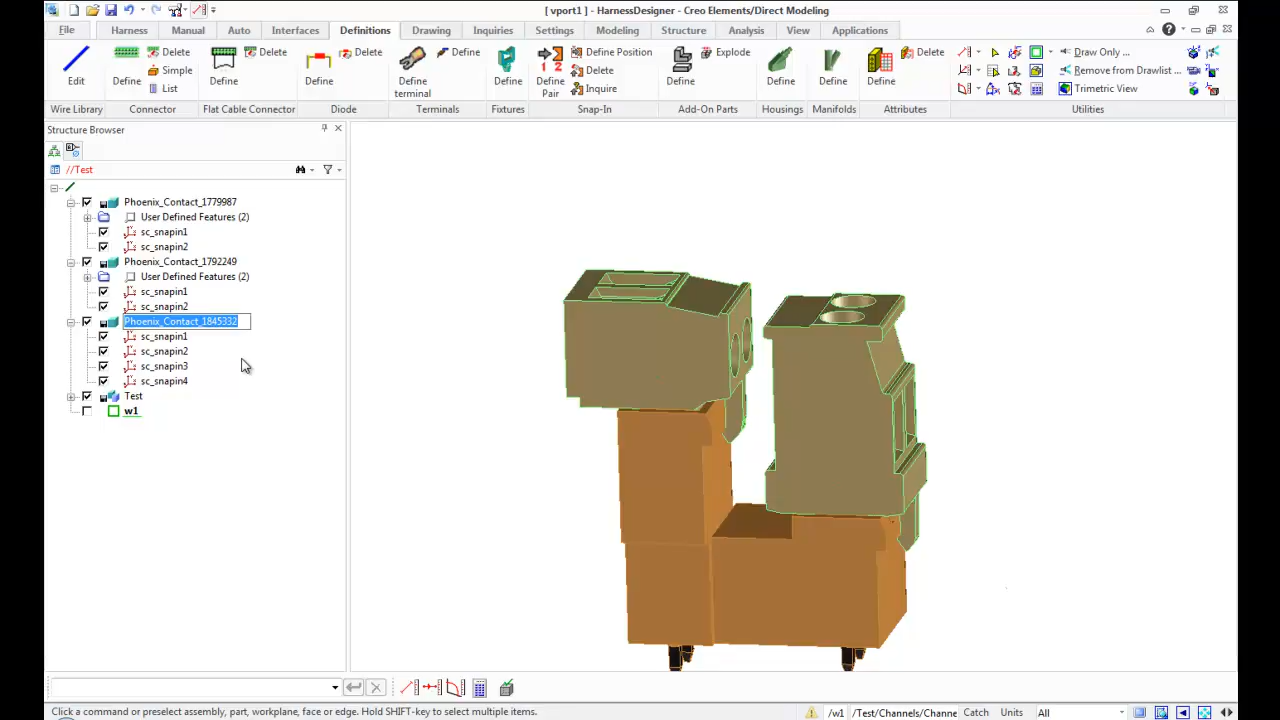 [ vport1 ] - HarnessDesigner - Creo Elements/Direct Modeling
File Harness Manual Auto Interfaces Definitions Drawing Inquiries Settings Modeling Structure Analysis View Applications
Edit Define Delete Simple List Define Delete Define Delete Define terminal Define Define Define Pair Define Position Delete Inquire Define Explode Define Define Define Delete Draw Only ... Remove from Drawlist ... Trimetric View
Wire Library Connector Flat Cable Connector Diode Terminals Fixtures Snap-In Add-On Parts Housings Manifolds Attributes Utilities
Structure Browser
//Test
Phoenix_Contact_1779987
User Defined Features (2)
sc_snapin1
sc_snapin2
Phoenix_Contact_1792249
User Defined Features (2)
sc_snapin1
sc_snapin2
Phoenix_Contact_1845332
sc_snapin1
sc_snapin2
sc_snapin3
sc_snapin4
Test
w1
Click a command or preselect assembly, part, workplane, face or edge. Hold SHIFT-key to select multiple items. /w1 /Test/Channels/Channe Catch Units All